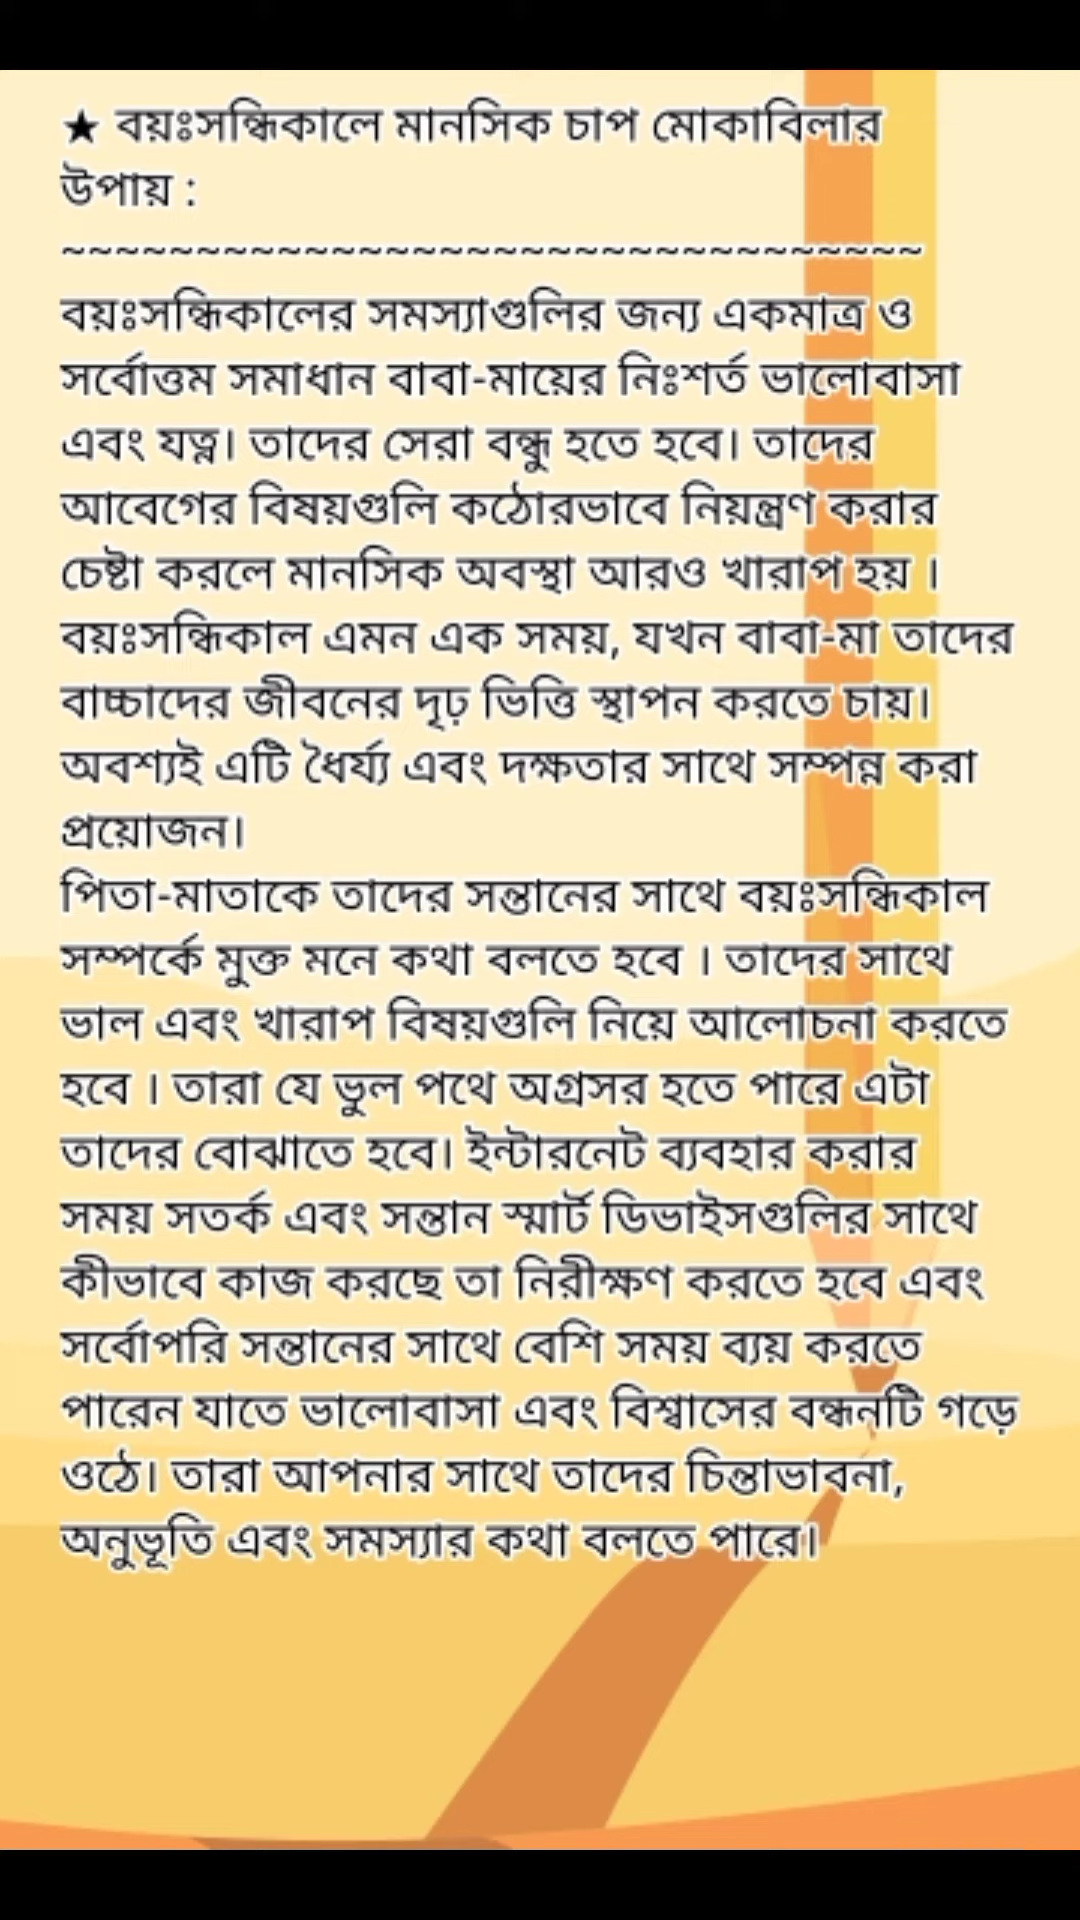 ★ বয়ঃসন্ধিকালে মানসিক চাপ মোকাবিলার
উপায় :
~~~~~~~~~~~~~~~~~~~~~~~~~~~~~~~~
বয়ঃসন্ধিকালের সমস্যাগুলির জন্য একমাত্র ও
সর্বোত্তম সমাধান বাবা-মায়ের নিঃশর্ত ভালোবাসা
এবং যত্ন। তাদের সেরা বন্ধু হতে হবে। তাদের
আবেগের বিষয়গুলি কঠোরভাবে নিয়ন্ত্রণ করার
চেষ্টা করলে মানসিক অবস্থা আরও খারাপ হয় ।
বয়ঃসন্ধিকাল এমন এক সময়, যখন বাবা-মা তাদের
বাচ্চাদের জীবনের দৃঢ় ভিত্তি স্থাপন করতে চায়।
অবশ্যই এটি ধৈর্য্য এবং দক্ষতার সাথে সম্পন্ন করা
প্রয়োজন।
পিতা-মাতাকে তাদের সন্তানের সাথে বয়ঃসন্ধিকাল
সম্পর্কে মুক্ত মনে কথা বলতে হবে । তাদের সাথে
ভাল এবং খারাপ বিষয়গুলি নিয়ে আলোচনা করতে
হবে । তারা যে ভুল পথে অগ্রসর হতে পারে এটা
তাদের বোঝাতে হবে। ইন্টারনেট ব্যবহার করার
সময় সতর্ক এবং সন্তান স্মার্ট ডিভাইসগুলির সাথে
কীভাবে কাজ করছে তা নিরীক্ষণ করতে হবে এবং
সর্বোপরি সন্তানের সাথে বেশি সময় ব্যয় করতে
পারেন যাতে ভালোবাসা এবং বিশ্বাসের বন্ধনটি গড়ে
ওঠে। তারা আপনার সাথে তাদের চিন্তাভাবনা,
অনুভূতি এবং সমস্যার কথা বলতে পারে।